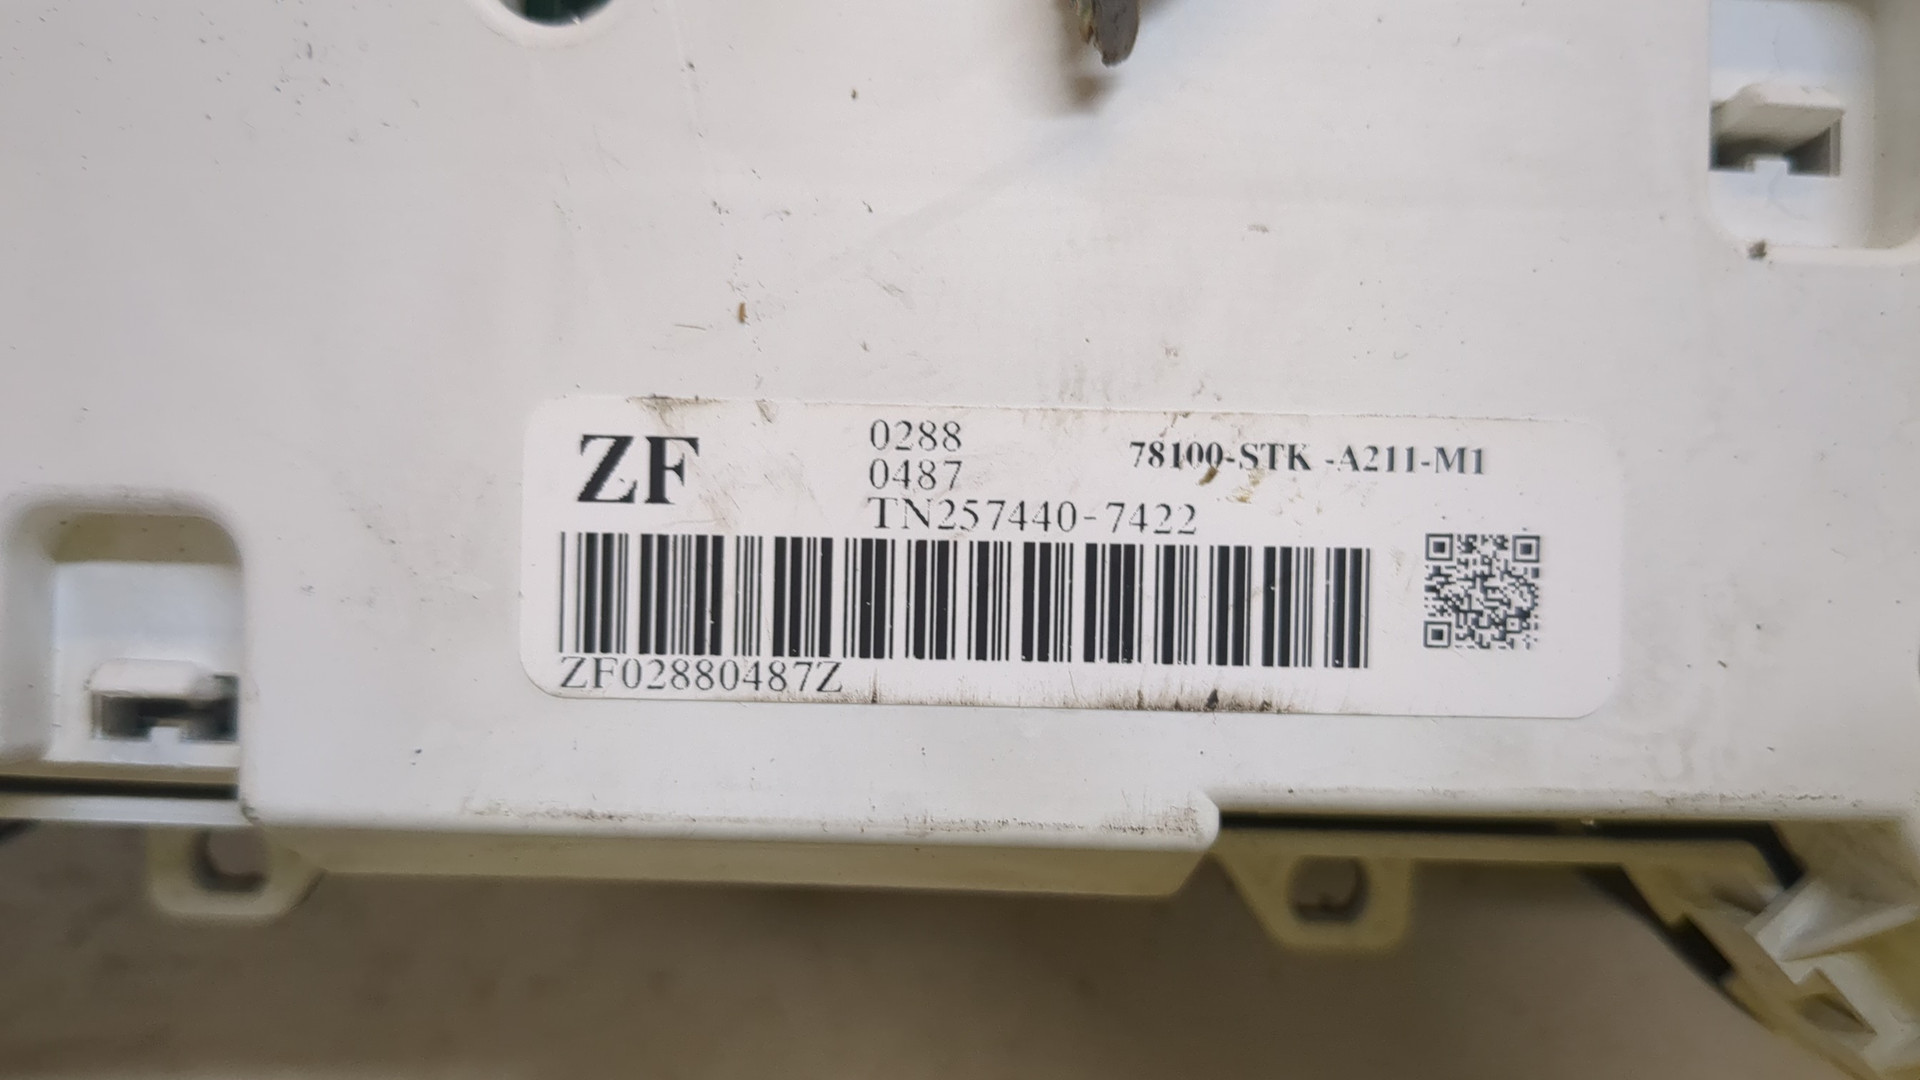 ZF
0288
0487
78100-STK -A211-M1
TN257440-7422
ZF02880487Z